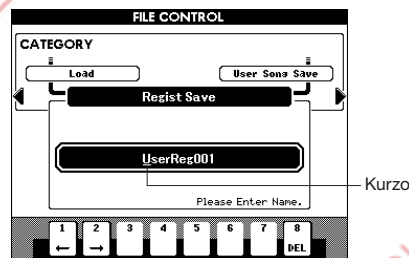 FILE CONTROL
CATEGORY
Load
User Song Save
Regist Save
UserReg001
Kurzo
Please Enter Name.
1 2 3 4 5 6 7 8
← → DEL